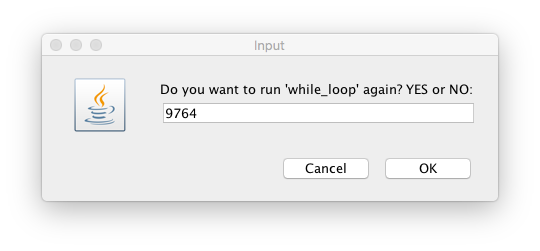 Input
Do you want to run 'while_loop' again? YES or NO:
9764
Cancel OK